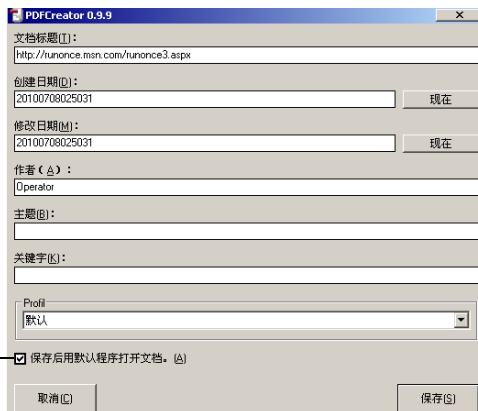 PDFCreator 0.9.9
文档标题(T):
http://runonce.msn.com/runonce3.aspx
创建日期(D):
20100708025031
现在
修改日期(M):
20100708025031
现在
作者(A):
Operator
主题(B):
关键字(K):
Profil
默认
保存后用默认程序打开文档。(A)
取消(C)
保存(S)